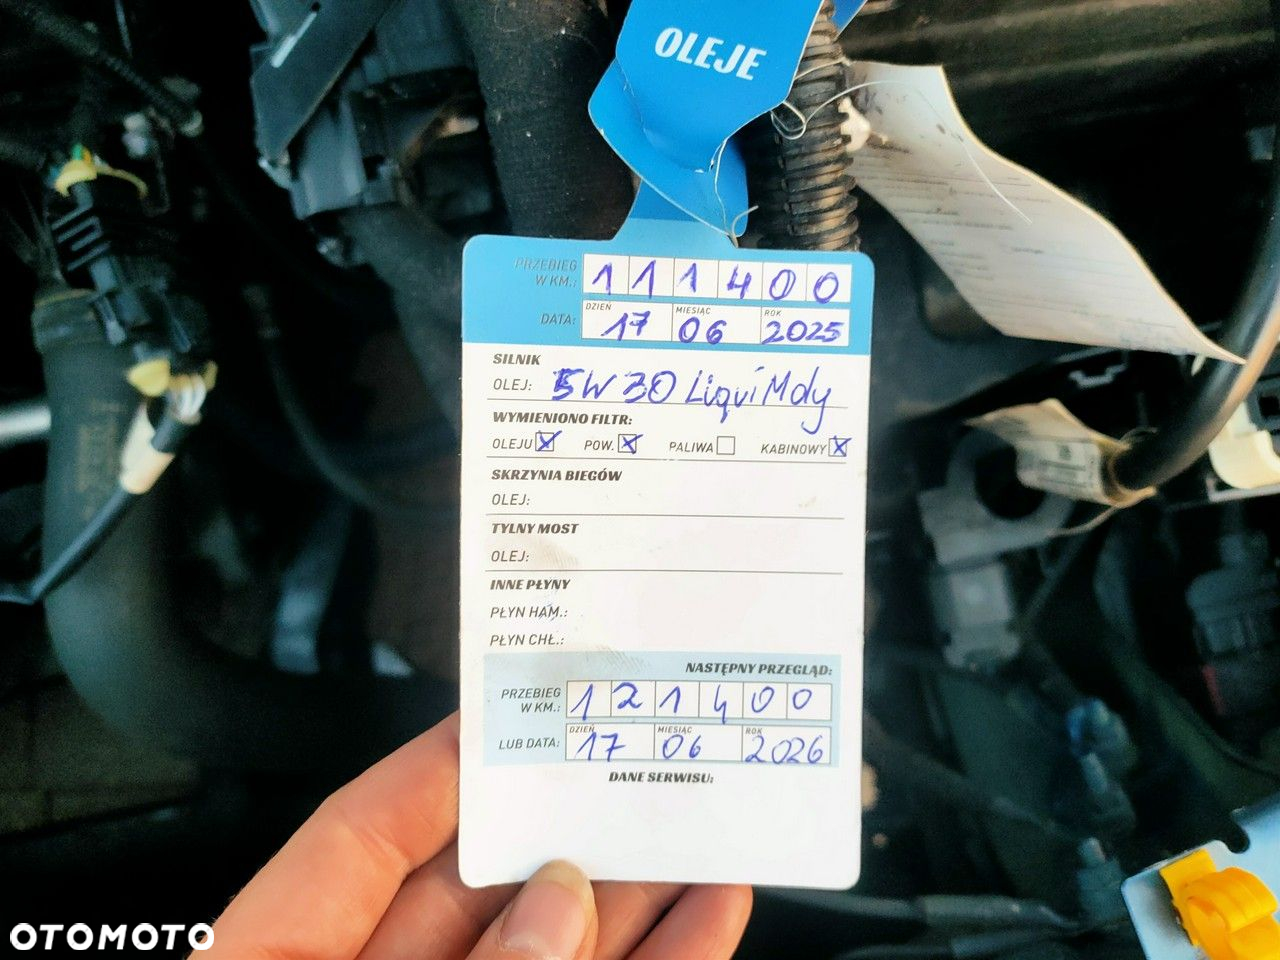 OLEJE
PRZEBIEG W KM.: 111400
DZIEŃ MIESIĄC ROK
DATA: 17 06 2025
SILNIK
OLEJ: 5W30 Liqui Moly
WYMIENIONO FILTR:
OLEJU X POW. X PALIWA KABINOWY X
SKRZYNIA BIEGÓW
OLEJ:
TYLNY MOST
OLEJ:
INNE PŁYNY
PŁYN HAM.:
PŁYN CHŁ.:
NASTĘPNY PRZEGLĄD:
PRZEBIEG W KM.: 121400
DZIEŃ MIESIĄC ROK
LUB DATA: 17 06 2026
DANE SERWISU:
OTOMOTO